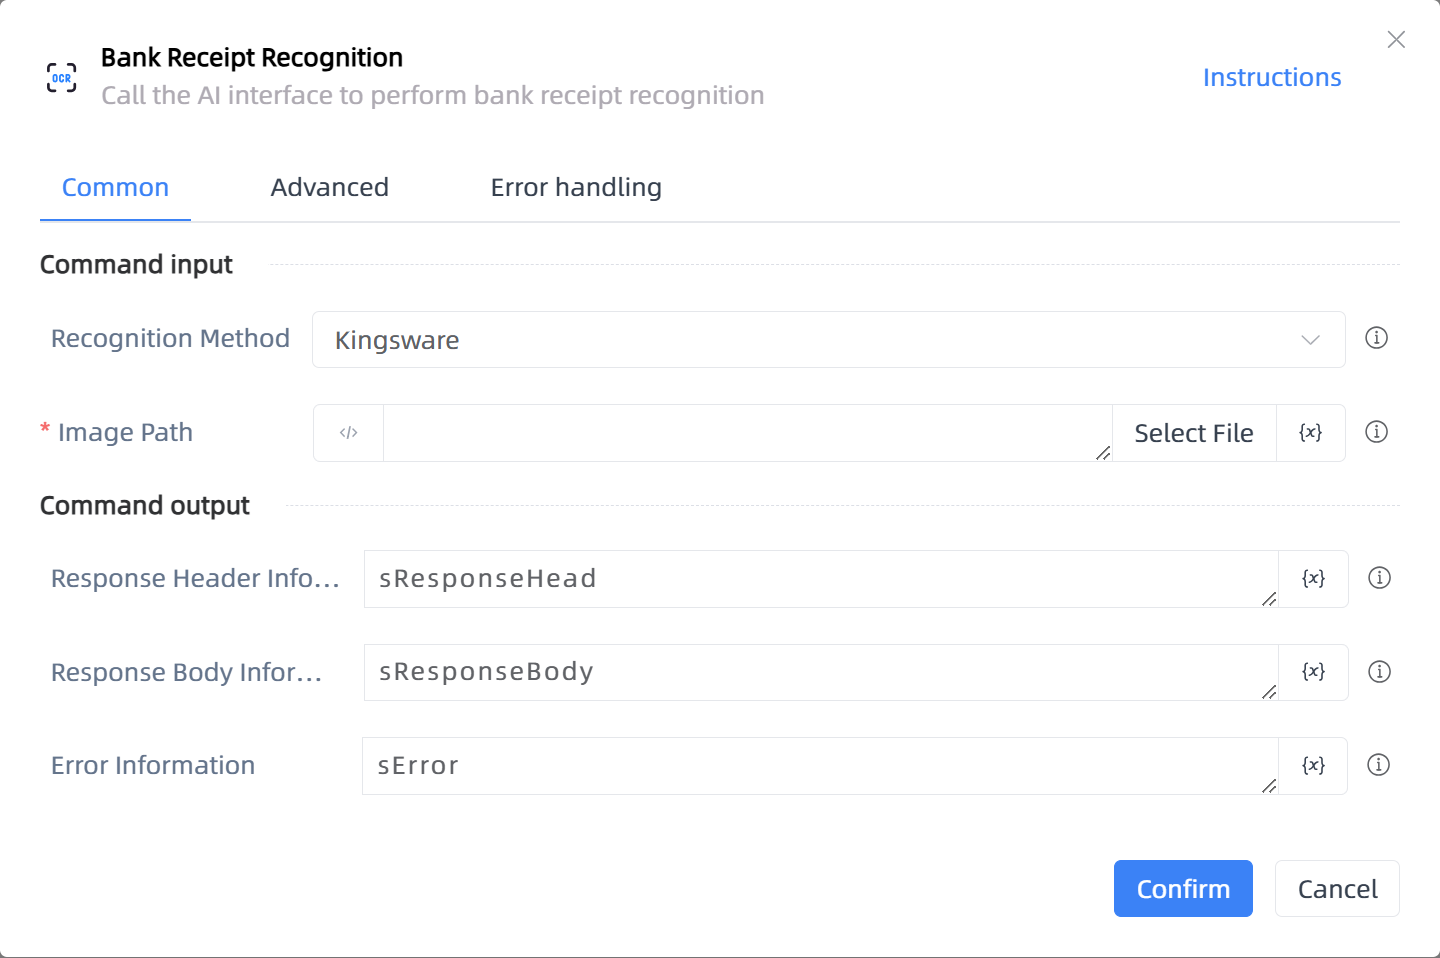 OCR
Bank Receipt Recognition
Call the AI interface to perform bank receipt recognition
Instructions
Common
Advanced
Error handling
Command input
Recognition Method
Kingsware
* Image Path
</>
Select File
{x}
Command output
Response Header Info...
sResponseHead
{x}
Response Body Infor...
sResponseBody
{x}
Error Information
sError
{x}
Confirm
Cancel